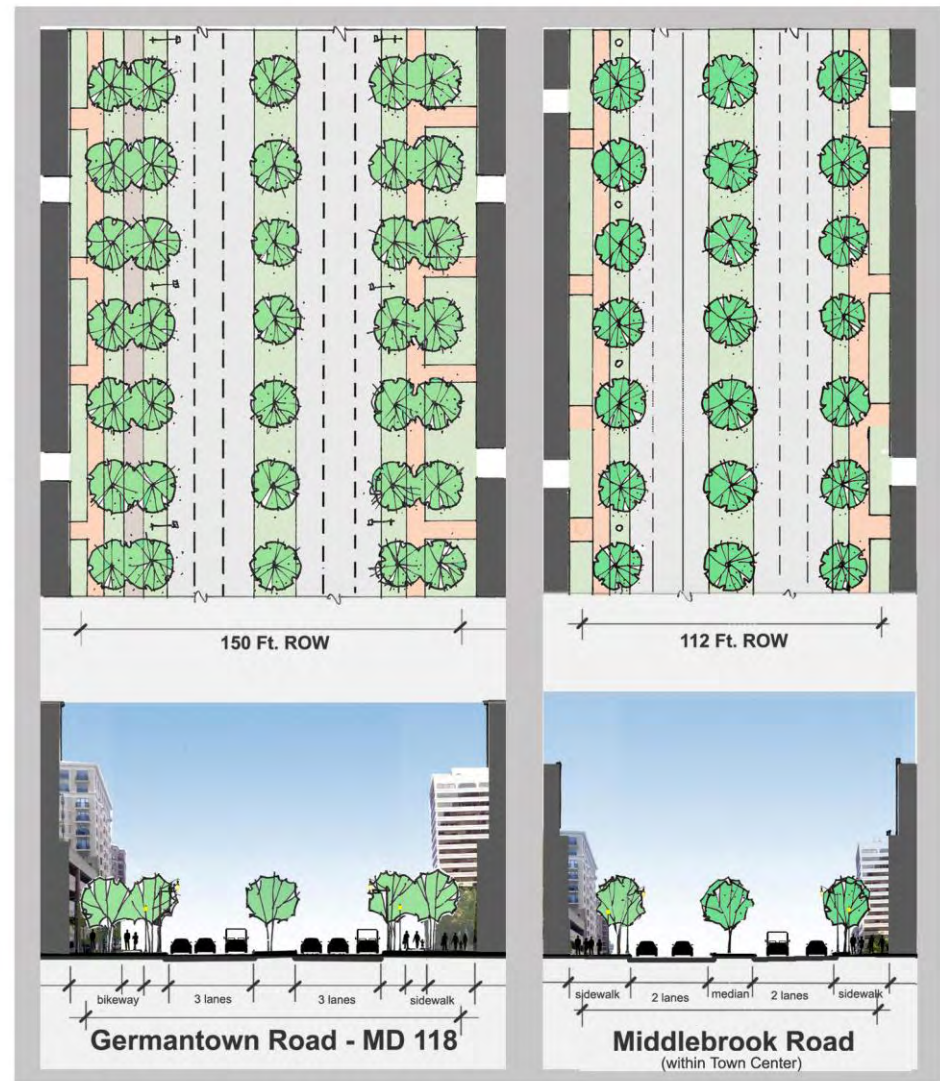 150 Ft. ROW
bikeway
3 lanes
3 lanes
sidewalk
Germantown Road - MD 118
112 Ft. ROW
sidewalk
2 lanes
median
2 lanes
sidewalk
Middlebrook Road
(within Town Center)